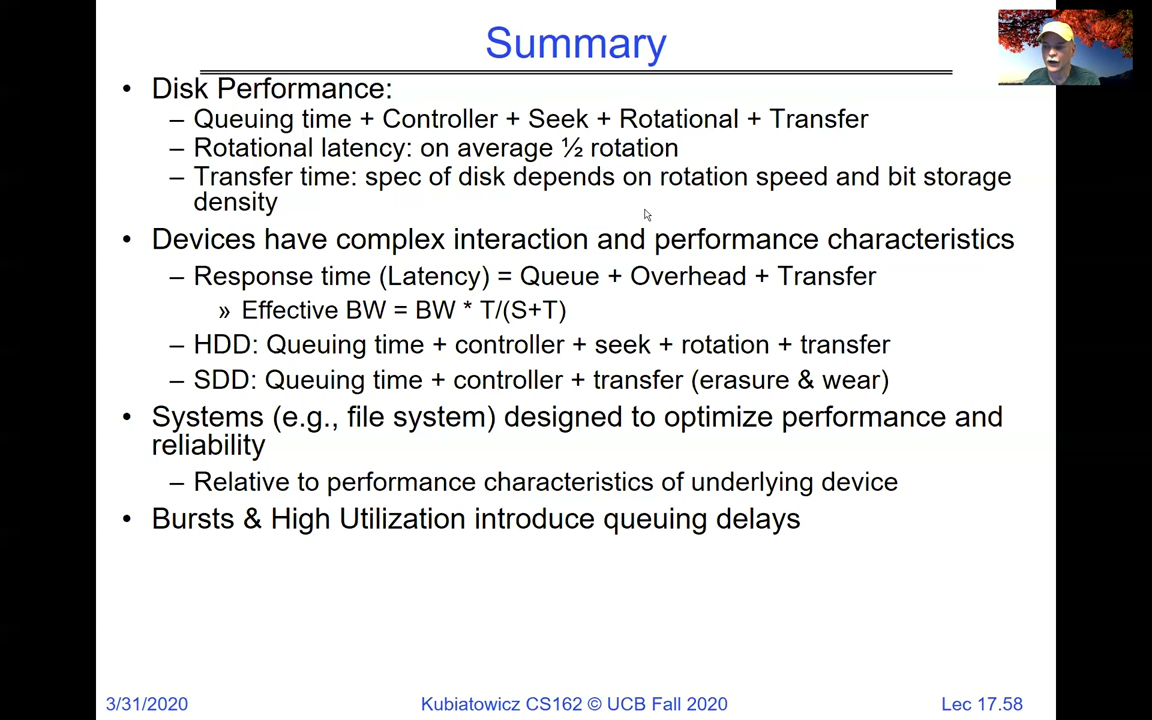 Summary
• Disk Performance:
– Queuing time + Controller + Seek + Rotational + Transfer
– Rotational latency: on average ½ rotation
– Transfer time: spec of disk depends on rotation speed and bit storage
density
• Devices have complex interaction and performance characteristics
– Response time (Latency) = Queue + Overhead + Transfer
» Effective BW = BW * T/(S+T)
– HDD: Queuing time + controller + seek + rotation + transfer
– SDD: Queuing time + controller + transfer (erasure & wear)
• Systems (e.g., file system) designed to optimize performance and
reliability
– Relative to performance characteristics of underlying device
• Bursts & High Utilization introduce queuing delays
3/31/2020 Kubiatowicz CS162 © UCB Fall 2020 Lec 17.58